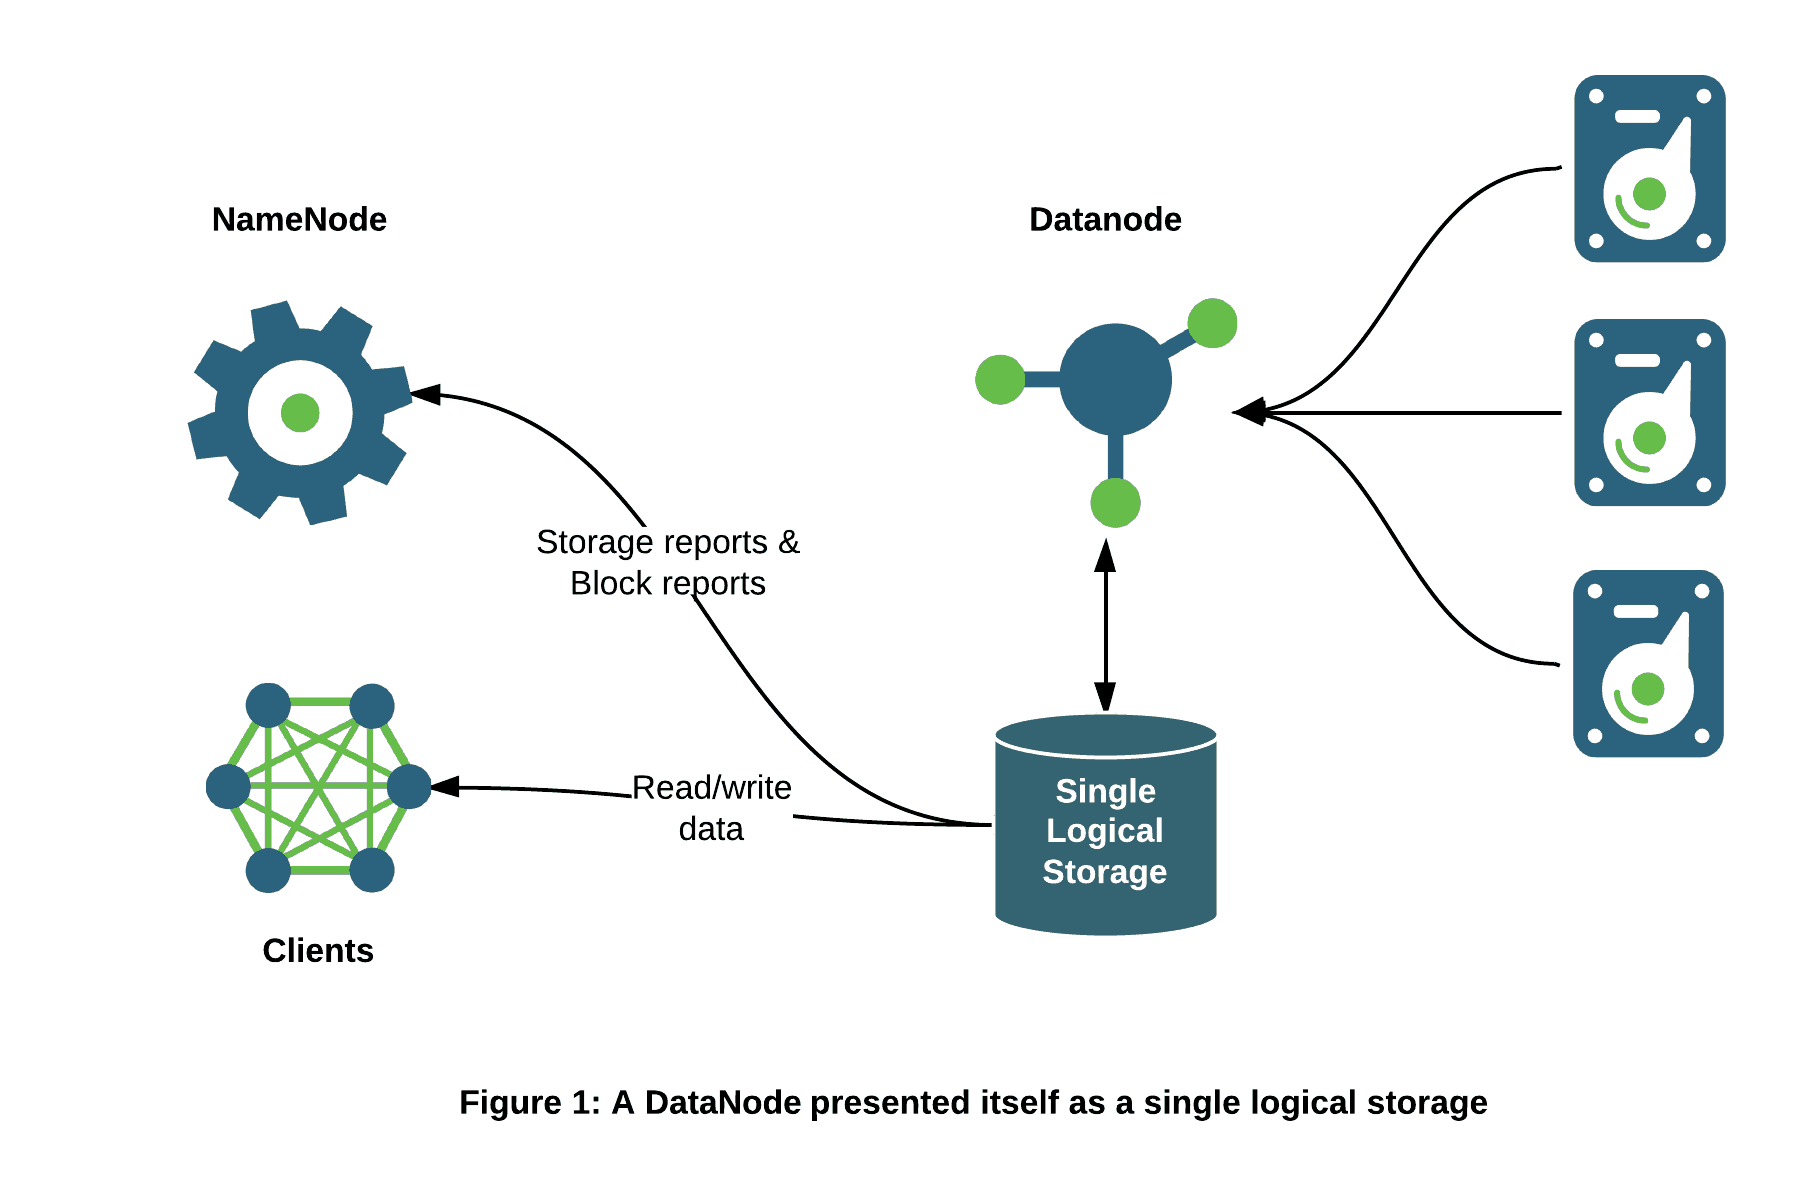 NameNode
Datanode
Storage reports &
Block reports
Read/write
data
Single
Logical
Storage
Clients
Figure 1: A DataNode presented itself as a single logical storage